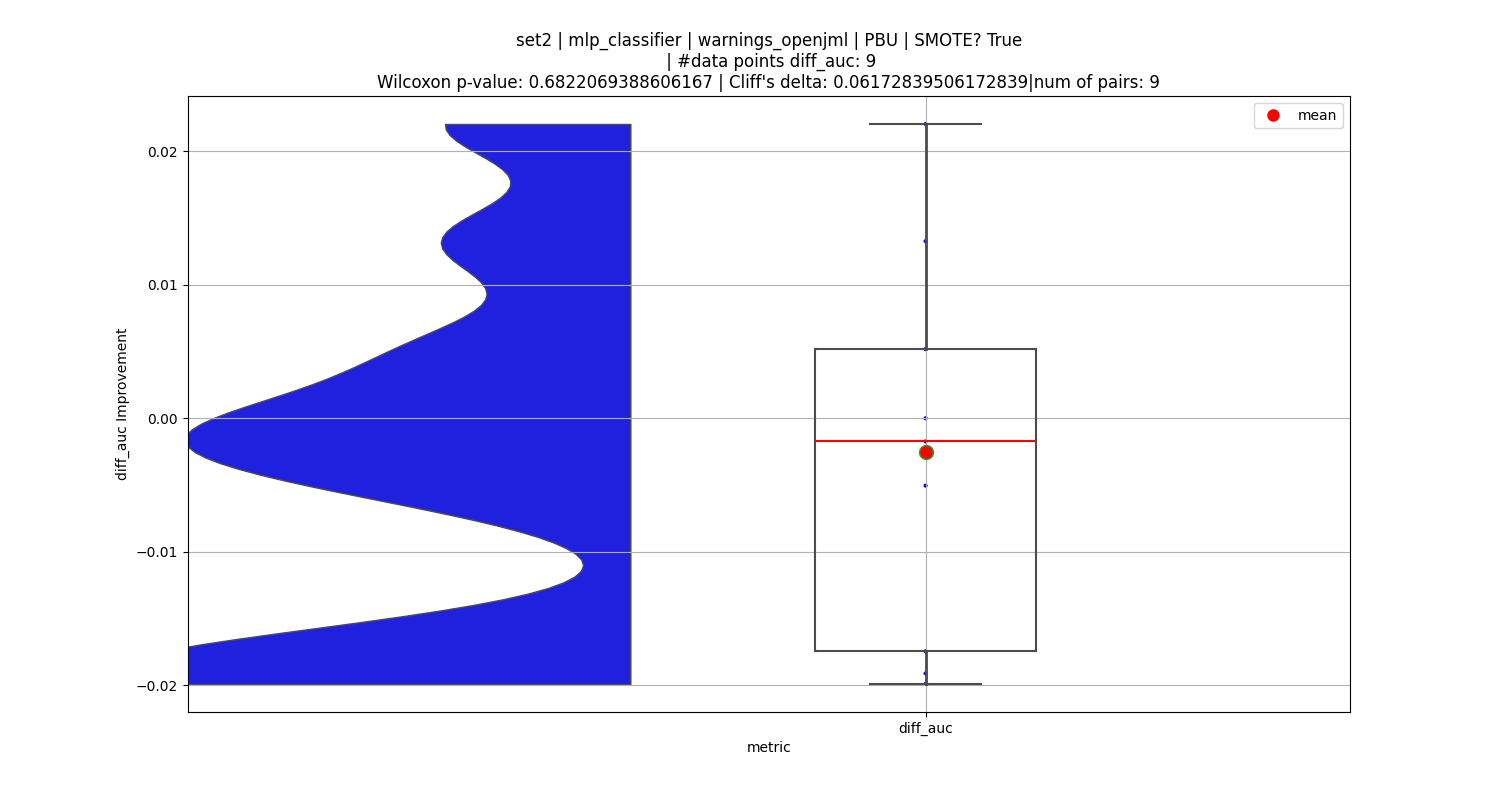 set2 | mlp_classifier | warnings_openjml | PBU | SMOTE? True
| #data points diff_auc: 9
Wilcoxon p-value: 0.6822069388606167 | Cliff's delta: 0.06172839506172839|num of pairs: 9
mean
0.02
0.01
0.00
−0.01
−0.02
diff_auc Improvement
diff_auc
metric